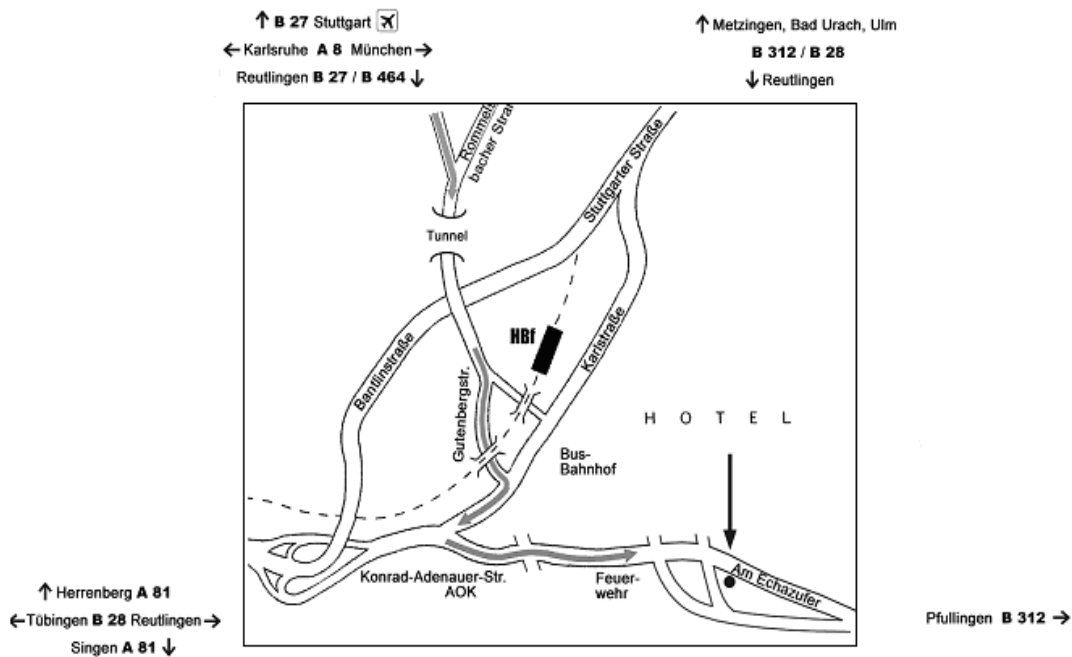 ↑ B 27 Stuttgart
← Karlsruhe A 8 München →
Reutlingen B 27 / B 464 ↓
↑ Metzingen, Bad Urach, Ulm
B 312 / B 28
↓ Reutlingen
Rommels-
bacher Straß
Stuttgarter Straße
Tunnel
HBf
Karlstraße
Bantlinstraße
Gutenbergstr.
HOTEL
Bus-
Bahnhof
Konrad-Adenauer-Str.
AOK
Feuer-
wehr
Am Echazufer
↑ Herrenberg A 81
← Tübingen B 28 Reutlingen →
Singen A 81 ↓
Pfullingen B 312 →